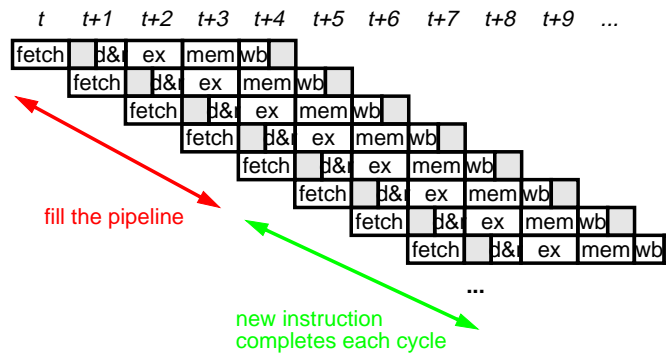 t t+1 t+2 t+3 t+4 t+5 t+6 t+7 t+8 t+9 ...
fetch d&r ex mem wb
fetch d&r ex mem wb
fetch d&r ex mem wb
fetch d&r ex mem wb
fetch d&r ex mem wb
fetch d&r ex mem wb
fetch d&r ex mem wb
fetch d&r ex mem wb
fill the pipeline
...
new instruction
completes each cycle